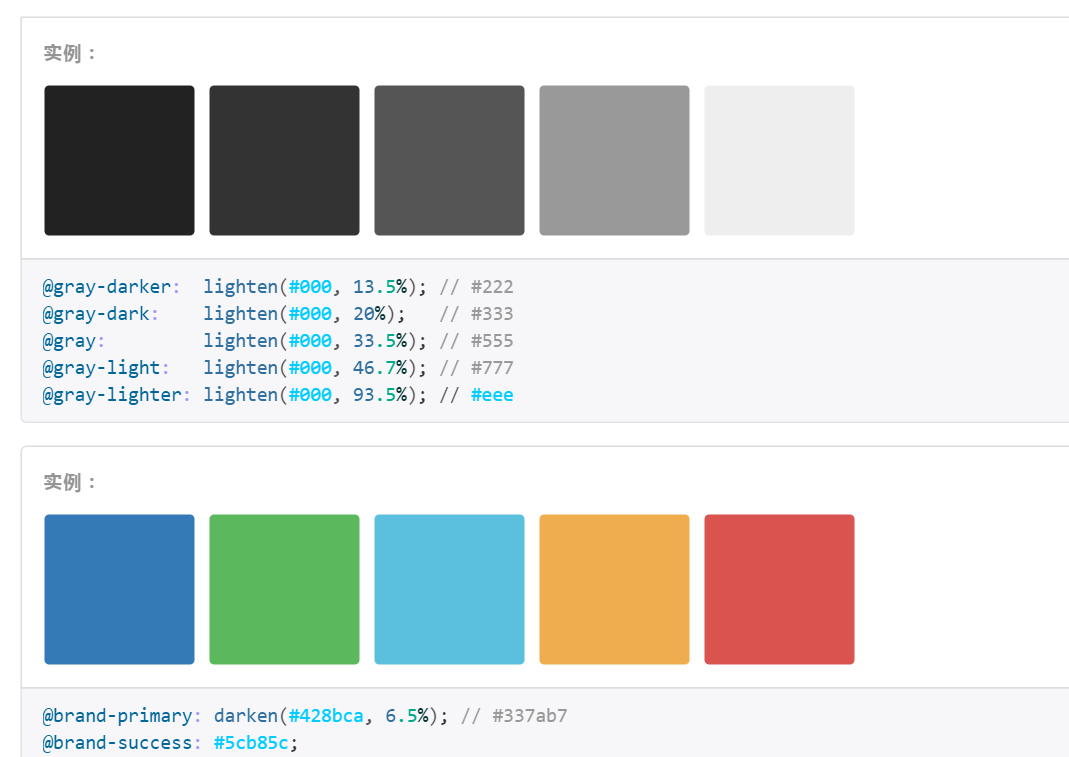 实例：
@gray-darker:  lighten(#000, 13.5%); // #222
@gray-dark:    lighten(#000, 20%);   // #333
@gray:         lighten(#000, 33.5%); // #555
@gray-light:   lighten(#000, 46.7%); // #777
@gray-lighter: lighten(#000, 93.5%); // #eee
实例：
@brand-primary: darken(#428bca, 6.5%); // #337ab7
@brand-success: #5cb85c;